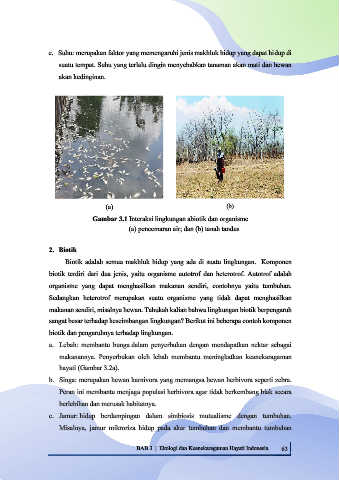 c. Suhu: merupakan faktor yang memengaruhi jenis makhluk hidup yang dapat hidup di
suatu tempat. Suhu yang terlalu dingin menyebabkan tanaman akan mati dan hewan
akan kedinginan.
(a) (b)
Gambar 3.1 Interaksi lingkungan abiotik dan organisme
(a) pencemaran air; dan (b) tanah tandus
2. Biotik
Biotik adalah semua makhluk hidup yang ada di suatu lingkungan. Komponen
biotik terdiri dari dua jenis, yaitu organisme autotrof dan heterotrof. Autotrof adalah
organisme yang dapat menghasilkan makanan sendiri, contohnya yaitu tumbuhan.
Sedangkan heterotrof merupakan suatu organisme yang tidak dapat menghasilkan
makanan sendiri, misalnya hewan. Tahukah kalian bahwa lingkungan biotik berpengaruh
sangat besar terhadap keseimbangan lingkungan? Berikut ini beberapa contoh komponen
biotik dan pengaruhnya terhadap lingkungan.
a. Lebah: membantu bunga dalam penyerbukan dengan mendapatkan nektar sebagai
makanannya. Penyerbukan oleh lebah membantu meningkatkan keanekaragaman
hayati (Gambar 3.2a).
b. Singa: merupakan hewan karnivora yang memangsa hewan herbivora seperti zebra.
Peran ini membantu menjaga populasi herbivora agar tidak berkembang biak secara
berlebihan dan merusak habitatnya.
c. Jamur: hidup berdampingan dalam simbiosis mutualisme dengan tumbuhan.
Misalnya, jamur mikroriza hidup pada akar tumbuhan dan membantu tumbuhan
BAB 3 | Ekologi dan Keanekaragaman Hayati Indonesia 63